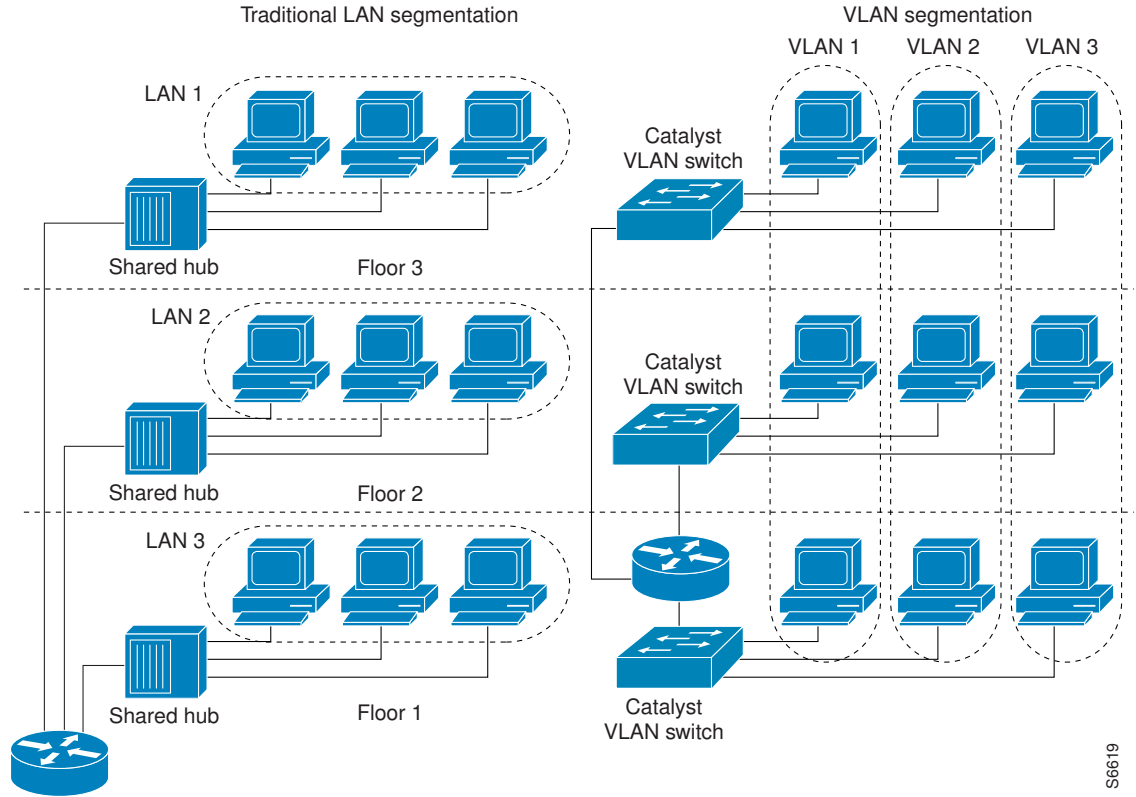 Traditional LAN segmentation
VLAN segmentation
VLAN 1
VLAN 2
VLAN 3
LAN 1
Catalyst
VLAN switch
Shared hub
Floor 3
LAN 2
Catalyst
VLAN switch
Shared hub
Floor 2
LAN 3
Shared hub
Floor 1
Catalyst
VLAN switch
S6619